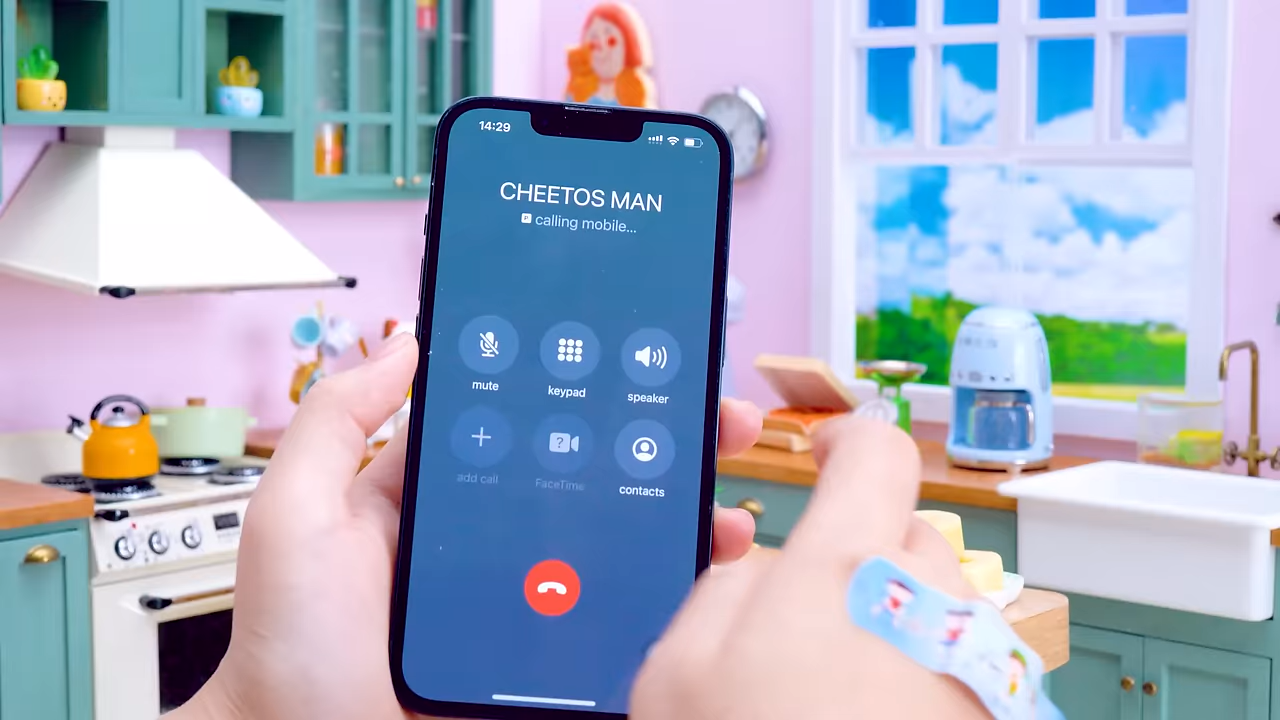 14:29
CHEETOS MAN
P calling mobile...
mute
keypad
speaker
add call
FaceTime
contacts